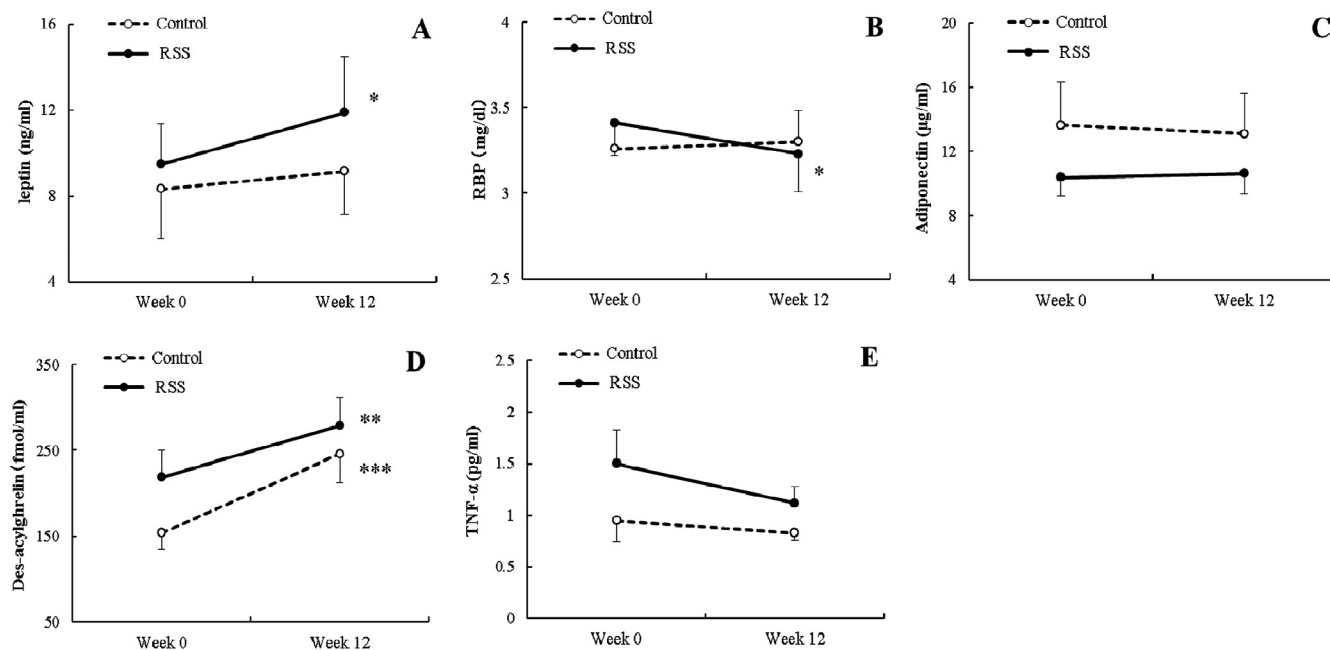 A
Control
RSS
leptin (ng/ml)
16
12
8
4
*
Week 0
Week 12
B
Control
RSS
RBP (mg/dl)
4
3.5
3
2.5
*
Week 0
Week 12
C
Control
RSS
Adiponectin (μg/ml)
20
16
12
8
4
Week 0
Week 12
D
Control
RSS
Des-acylghrelin (fmol/ml)
350
250
150
50
**
***
Week 0
Week 12
E
Control
RSS
TNF-α (pg/ml)
2.5
2
1.5
1
0.5
0
Week 0
Week 12